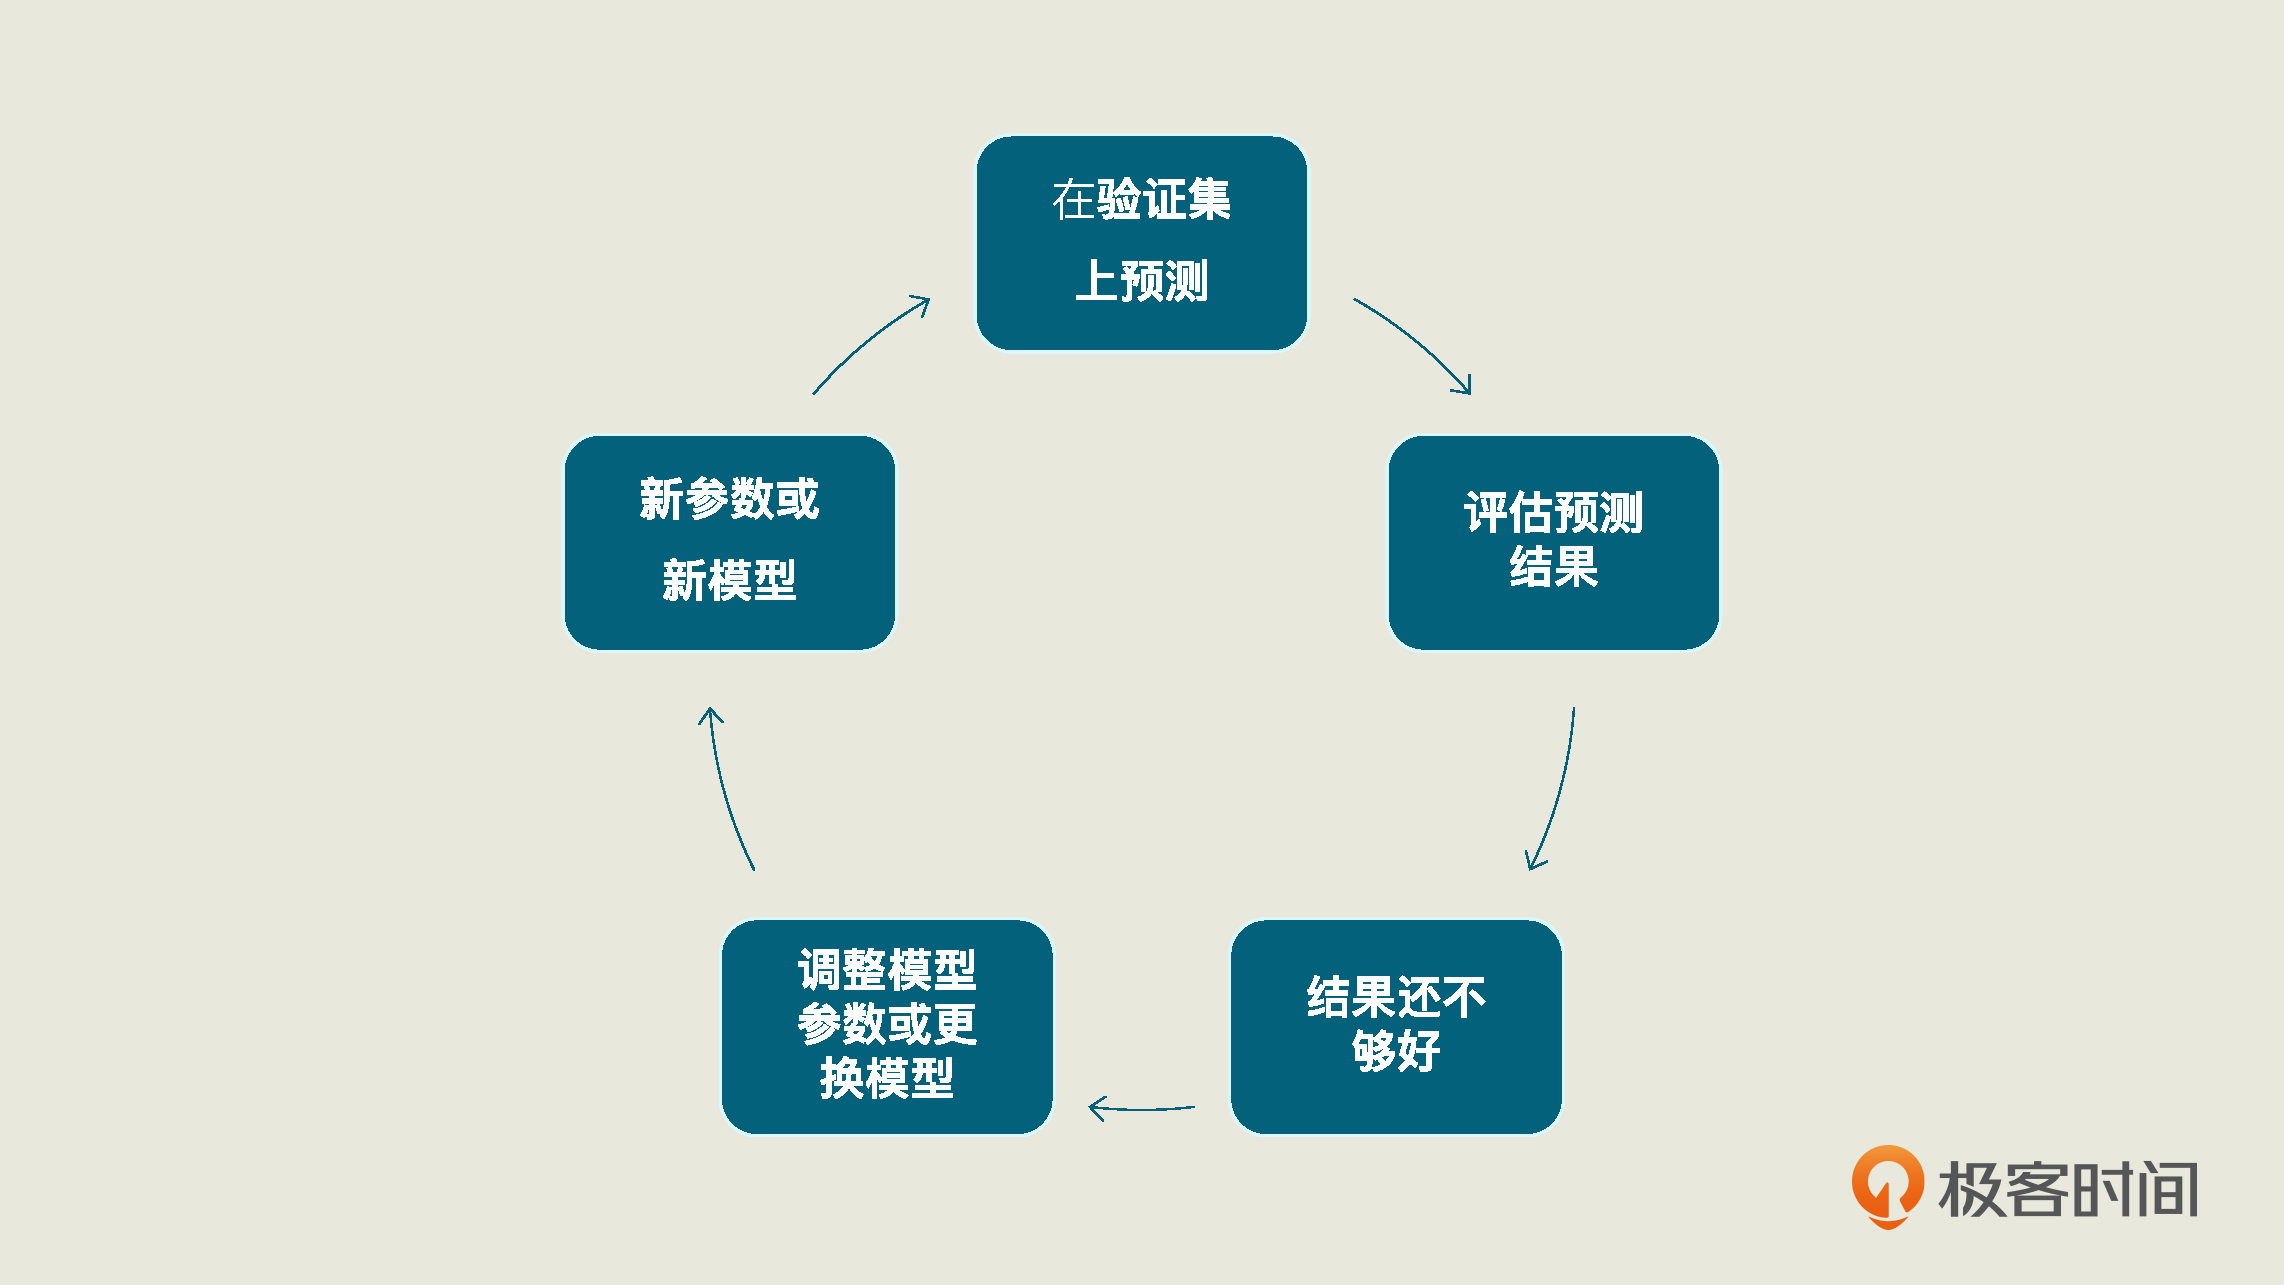 在验证集
上预测
评估预测
结果
结果还不
够好
调整模型
参数或更
换模型
新参数或
新模型
极客时间